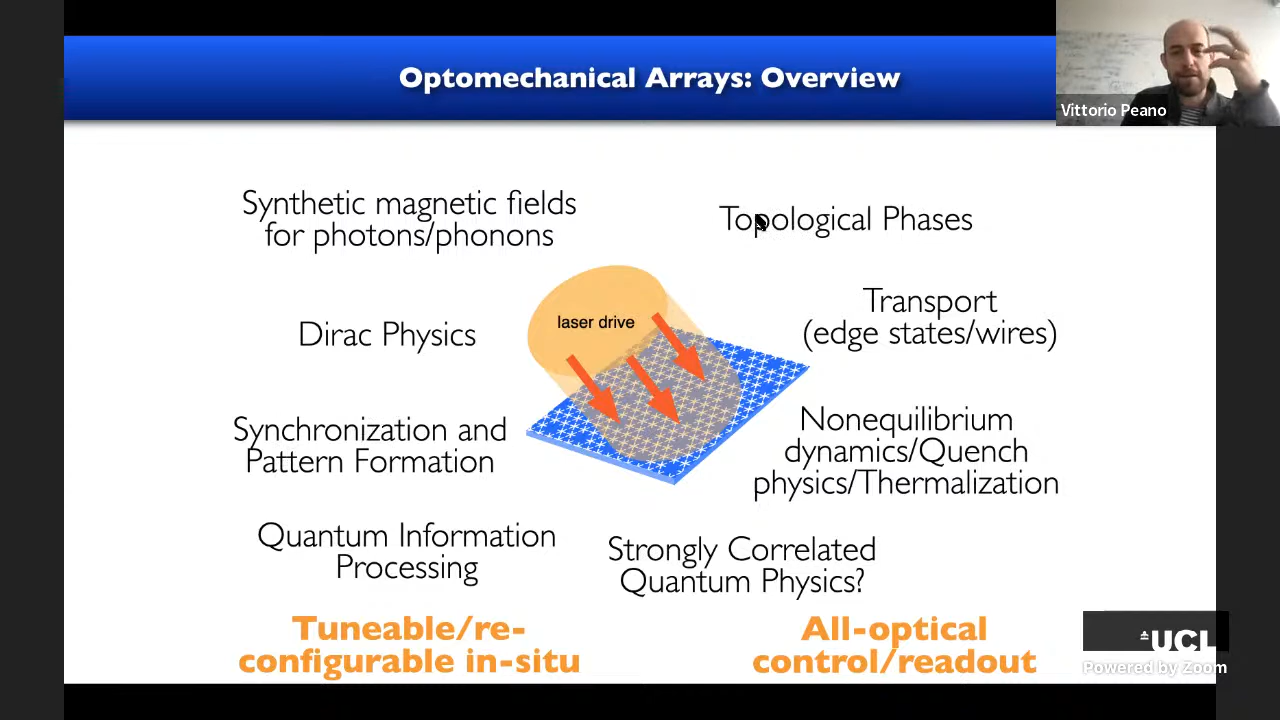 Optomechanical Arrays: Overview
Vittorio Peano
Synthetic magnetic fields
for photons/phonons
Topological Phases
laser drive
Dirac Physics
Transport
(edge states/wires)
Synchronization and
Pattern Formation
Nonequilibrium
dynamics/Quench
physics/Thermalization
Quantum Information
Processing
Strongly Correlated
Quantum Physics?
Tuneable/re-
configurable in-situ
All-optical
control/readout
UCL
Powered by Zoom